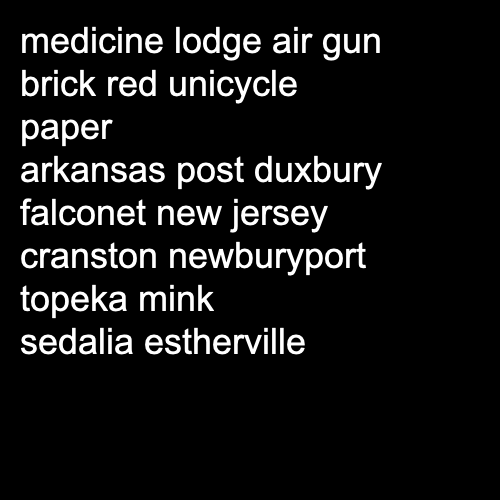 medicine lodge air gun
brick red unicycle
paper
arkansas post duxbury
falconet new jersey
cranston newburyport
topeka mink
sedalia estherville